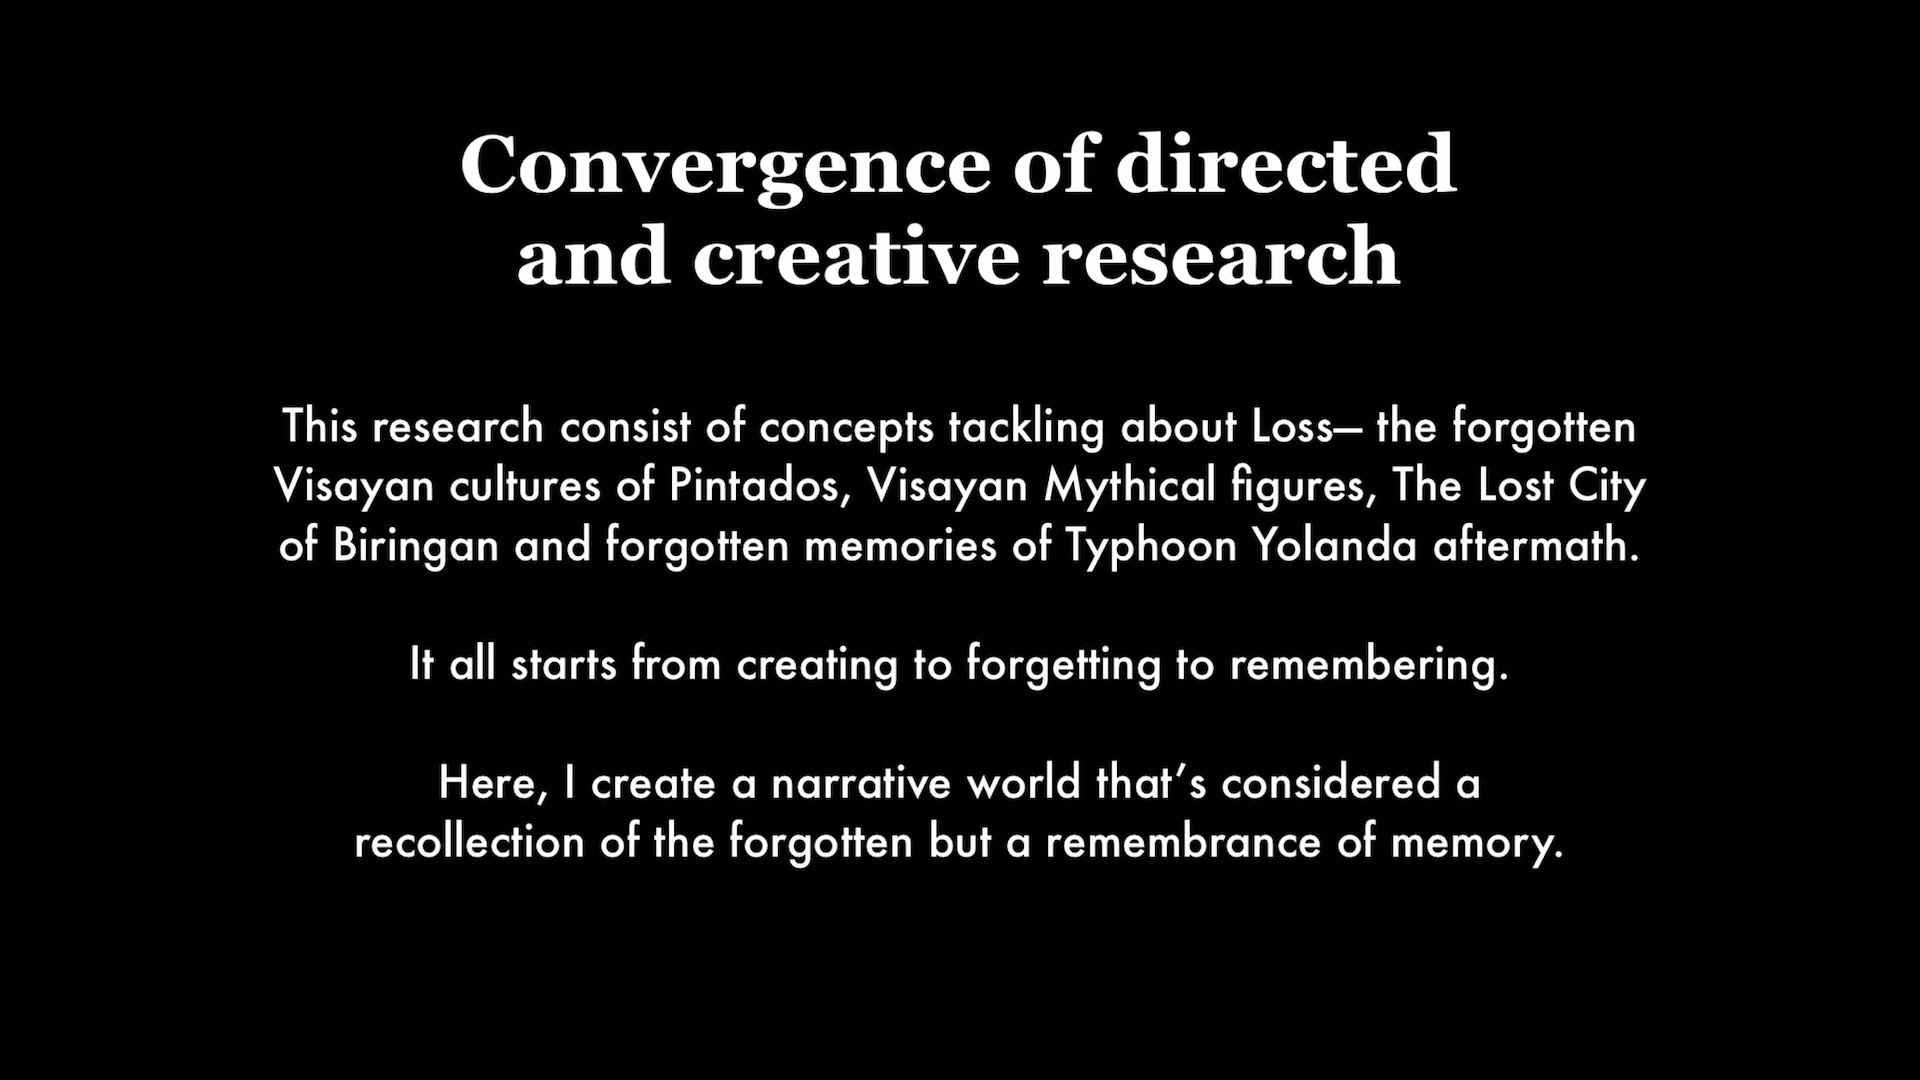 Convergence of directed
and creative research
This research consist of concepts tackling about Loss— the forgotten
Visayan cultures of Pintados, Visayan Mythical figures, The Lost City
of Biringan and forgotten memories of Typhoon Yolanda aftermath.
It all starts from creating to forgetting to remembering.
Here, I create a narrative world that’s considered a
recollection of the forgotten but a remembrance of memory.